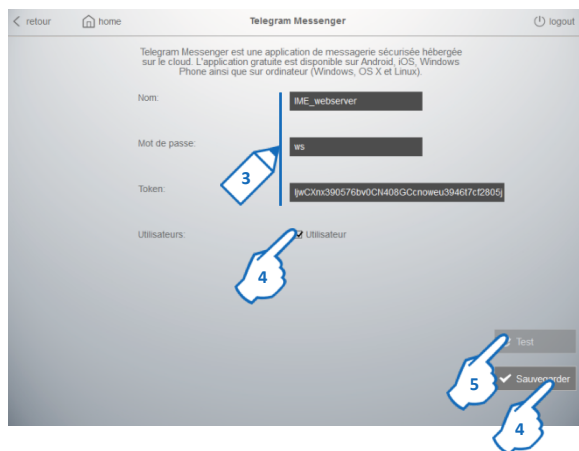 retour
home
Telegram Messenger
logout
Telegram Messenger est une application de messagerie sécurisée hébergée
sur le cloud. L'application gratuite est disponible sur Android, iOS, Windows
Phone ainsi que sur ordinateur (Windows, OS X et Linux).
Nom:
IME_webserver
Mot de passe:
ws
3
Token:
Utilisateurs:
Utilisateur
4
Test
5
Sauvegarder
4